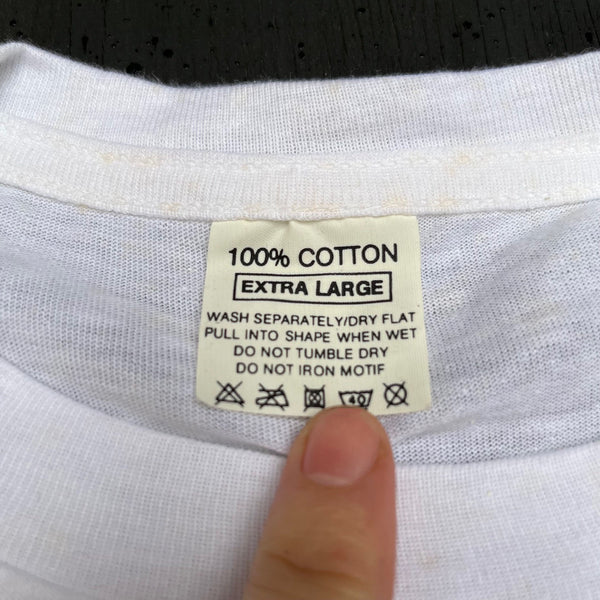 100% COTTON
EXTRA LARGE
WASH SEPARATELY/DRY FLAT
PULL INTO SHAPE WHEN WET
DO NOT TUMBLE DRY
DO NOT IRON MOTIF
40